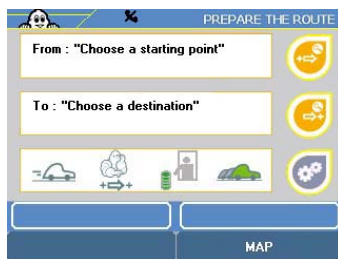 PREPARE THE ROUTE
From : "Choose a starting point"
To : "Choose a destination"
MAP